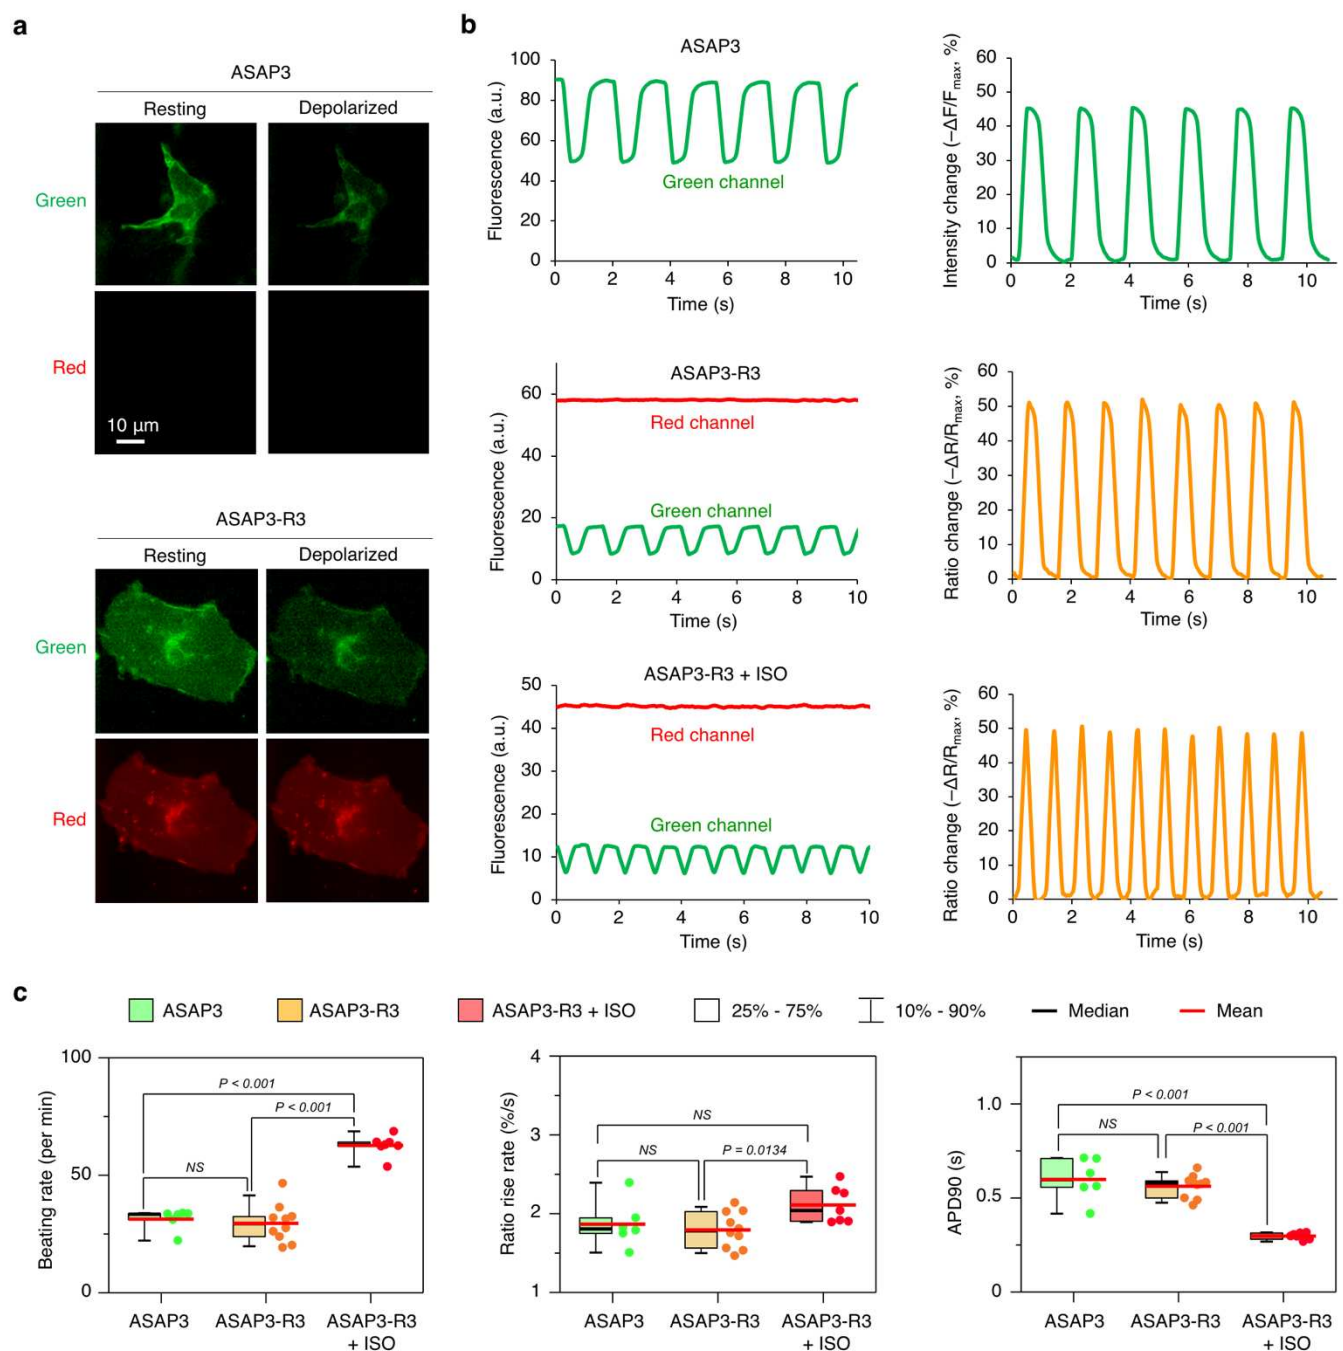 a
ASAP3
Resting
Depolarized
Green
Red
10 µm
ASAP3-R3
Resting
Depolarized
Green
Red
b
ASAP3
Fluorescence (a.u.)
100
80
60
40
20
0
Green channel
0 2 4 6 8 10
Time (s)
Intensity change (−ΔF/Fmax, %)
60
50
40
30
20
10
0
0 2 4 6 8 10
Time (s)
ASAP3-R3
Fluorescence (a.u.)
60
40
20
0
Red channel
Green channel
0 2 4 6 8 10
Time (s)
Ratio change (−ΔR/Rmax, %)
60
50
40
30
20
10
0
0 2 4 6 8 10
Time (s)
ASAP3-R3 + ISO
Fluorescence (a.u.)
50
40
30
20
10
0
Red channel
Green channel
0 2 4 6 8 10
Time (s)
Ratio change (−ΔR/Rmax, %)
60
50
40
30
20
10
0
0 2 4 6 8 10
Time (s)
c
ASAP3
ASAP3-R3
ASAP3-R3 + ISO
25% - 75%
10% - 90%
Median
Mean
Beating rate (per min)
100
50
0
P < 0.001
P < 0.001
NS
ASAP3
ASAP3-R3
ASAP3-R3
+ ISO
Ratio rise rate (%/s)
4
3
2
1
NS
NS
P = 0.0134
ASAP3
ASAP3-R3
ASAP3-R3
+ ISO
APD90 (s)
1.0
0.5
0
P < 0.001
NS
P < 0.001
ASAP3
ASAP3-R3
ASAP3-R3
+ ISO